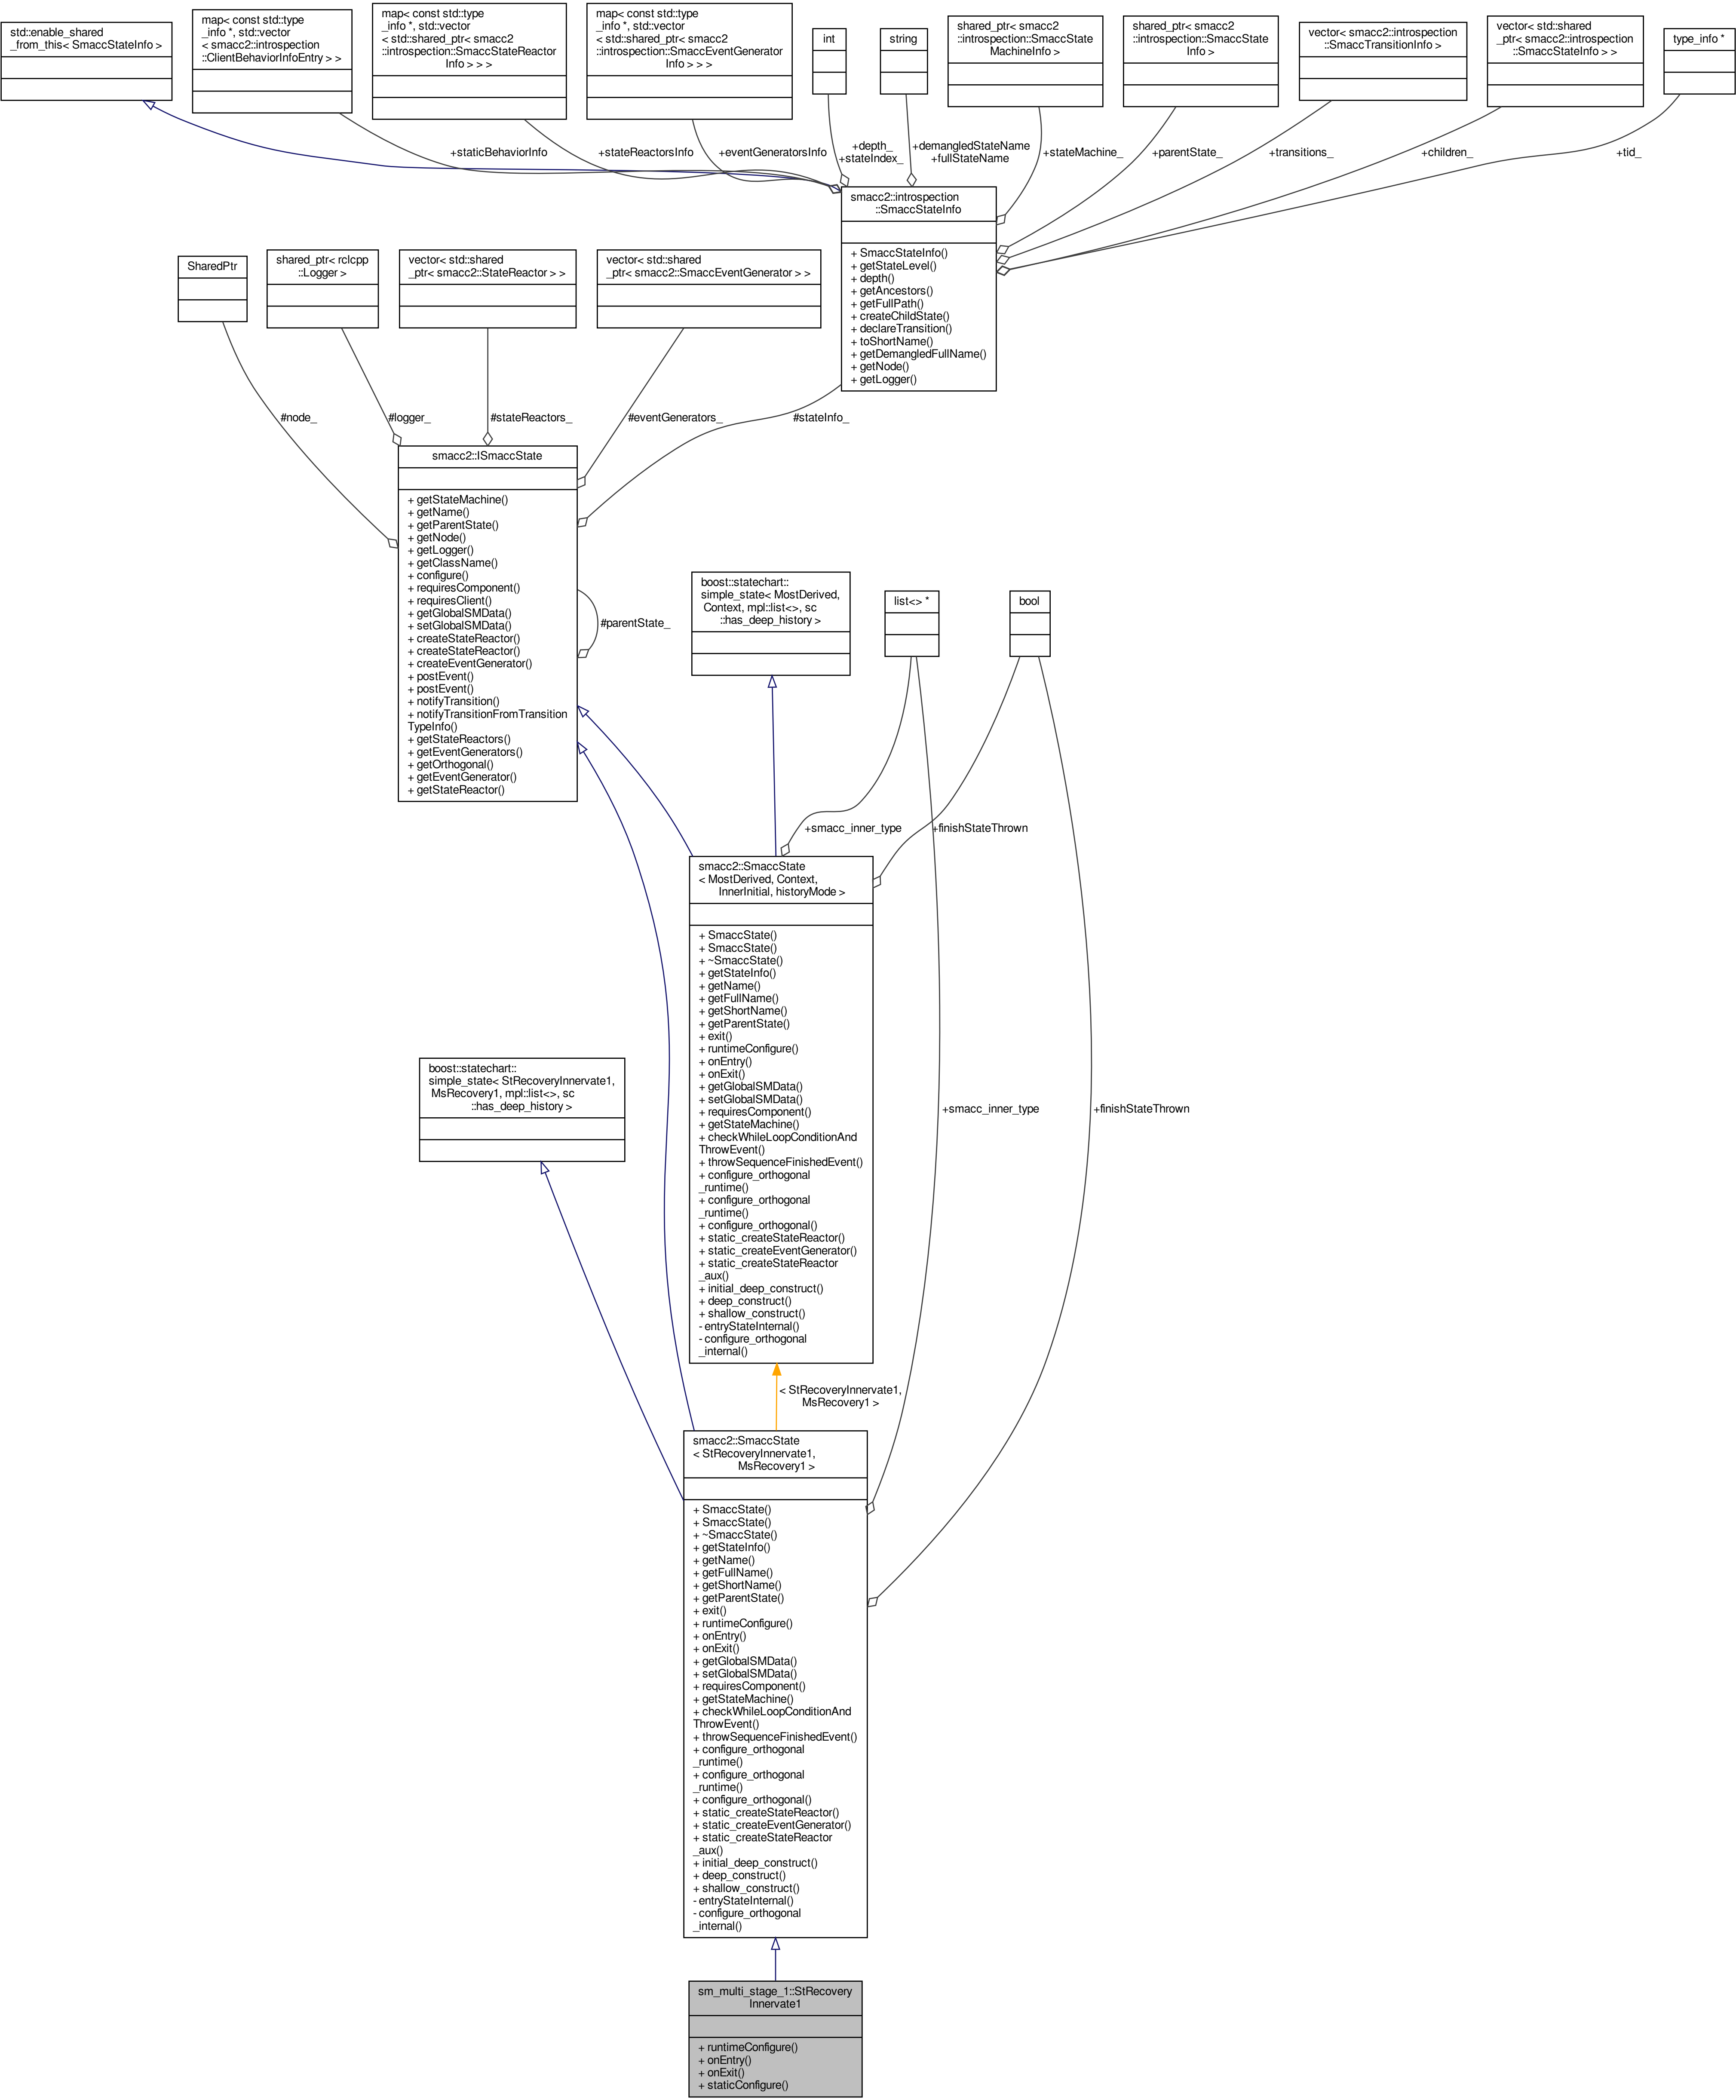 std::enable_shared
_from_this< SmaccStateInfo >
map< const std::type
_info *, std::vector
< smacc2::introspection
::ClientBehaviorInfoEntry > >
map< const std::type
_info *, std::vector
< std::shared_ptr< smacc2
::introspection::SmaccStateReactor
Info > > >
map< const std::type
_info *, std::vector
< std::shared_ptr< smacc2
::introspection::SmaccEventGenerator
Info > > >
int
string
shared_ptr< smacc2
::introspection::SmaccState
MachineInfo >
shared_ptr< smacc2
::introspection::SmaccState
Info >
vector< smacc2::introspection
::SmaccTransitionInfo >
vector< std::shared
_ptr< smacc2::introspection
::SmaccStateInfo > >
type_info *
+staticBehaviorInfo
+stateReactorsInfo
+eventGeneratorsInfo
+depth_
+stateIndex_
+demangledStateName
+fullStateName
+stateMachine_
+parentState_
+transitions_
+children_
+tid_
smacc2::introspection
::SmaccStateInfo
+ SmaccStateInfo()
+ getStateLevel()
+ depth()
+ getAncestors()
+ getFullPath()
+ createChildState()
+ declareTransition()
+ toShortName()
+ getDemangledFullName()
+ getNode()
+ getLogger()
SharedPtr
shared_ptr< rclcpp
::Logger >
vector< std::shared
_ptr< smacc2::StateReactor > >
vector< std::shared
_ptr< smacc2::SmaccEventGenerator > >
#node_
#logger_
#stateReactors_
#eventGenerators_
#stateInfo_
smacc2::ISmaccState
+ getStateMachine()
+ getName()
+ getParentState()
+ getNode()
+ getLogger()
+ getClassName()
+ configure()
+ requiresComponent()
+ requiresClient()
+ getGlobalSMData()
+ setGlobalSMData()
+ createStateReactor()
+ createStateReactor()
+ createEventGenerator()
+ postEvent()
+ postEvent()
+ notifyTransition()
+ notifyTransitionFromTransition
TypeInfo()
+ getStateReactors()
+ getEventGenerators()
+ getOrthogonal()
+ getEventGenerator()
+ getStateReactor()
#parentState_
boost::statechart::
simple_state< MostDerived,
Context, mpl::list<>, sc
::has_deep_history >
list<> *
bool
+smacc_inner_type
+finishStateThrown
smacc2::SmaccState
< MostDerived, Context,
InnerInitial, historyMode >
+ SmaccState()
+ SmaccState()
+ ~SmaccState()
+ getStateInfo()
+ getName()
+ getFullName()
+ getShortName()
+ getParentState()
+ exit()
+ runtimeConfigure()
+ onEntry()
+ onExit()
+ getGlobalSMData()
+ setGlobalSMData()
+ requiresComponent()
+ getStateMachine()
+ checkWhileLoopConditionAnd
ThrowEvent()
+ throwSequenceFinishedEvent()
+ configure_orthogonal
_runtime()
+ configure_orthogonal
_runtime()
+ configure_orthogonal()
+ static_createStateReactor()
+ static_createEventGenerator()
+ static_createStateReactor
_aux()
+ initial_deep_construct()
+ deep_construct()
+ shallow_construct()
- entryStateInternal()
- configure_orthogonal
_internal()
boost::statechart::
simple_state< StRecoveryInnervate1,
MsRecovery1, mpl::list<>, sc
::has_deep_history >
+smacc_inner_type
+finishStateThrown
< StRecoveryInnervate1,
MsRecovery1 >
smacc2::SmaccState
< StRecoveryInnervate1,
MsRecovery1 >
+ SmaccState()
+ SmaccState()
+ ~SmaccState()
+ getStateInfo()
+ getName()
+ getFullName()
+ getShortName()
+ getParentState()
+ exit()
+ runtimeConfigure()
+ onEntry()
+ onExit()
+ getGlobalSMData()
+ setGlobalSMData()
+ requiresComponent()
+ getStateMachine()
+ checkWhileLoopConditionAnd
ThrowEvent()
+ throwSequenceFinishedEvent()
+ configure_orthogonal
_runtime()
+ configure_orthogonal
_runtime()
+ configure_orthogonal()
+ static_createStateReactor()
+ static_createEventGenerator()
+ static_createStateReactor
_aux()
+ initial_deep_construct()
+ deep_construct()
+ shallow_construct()
- entryStateInternal()
- configure_orthogonal
_internal()
sm_multi_stage_1::StRecovery
Innervate1
+ runtimeConfigure()
+ onEntry()
+ onExit()
+ staticConfigure()